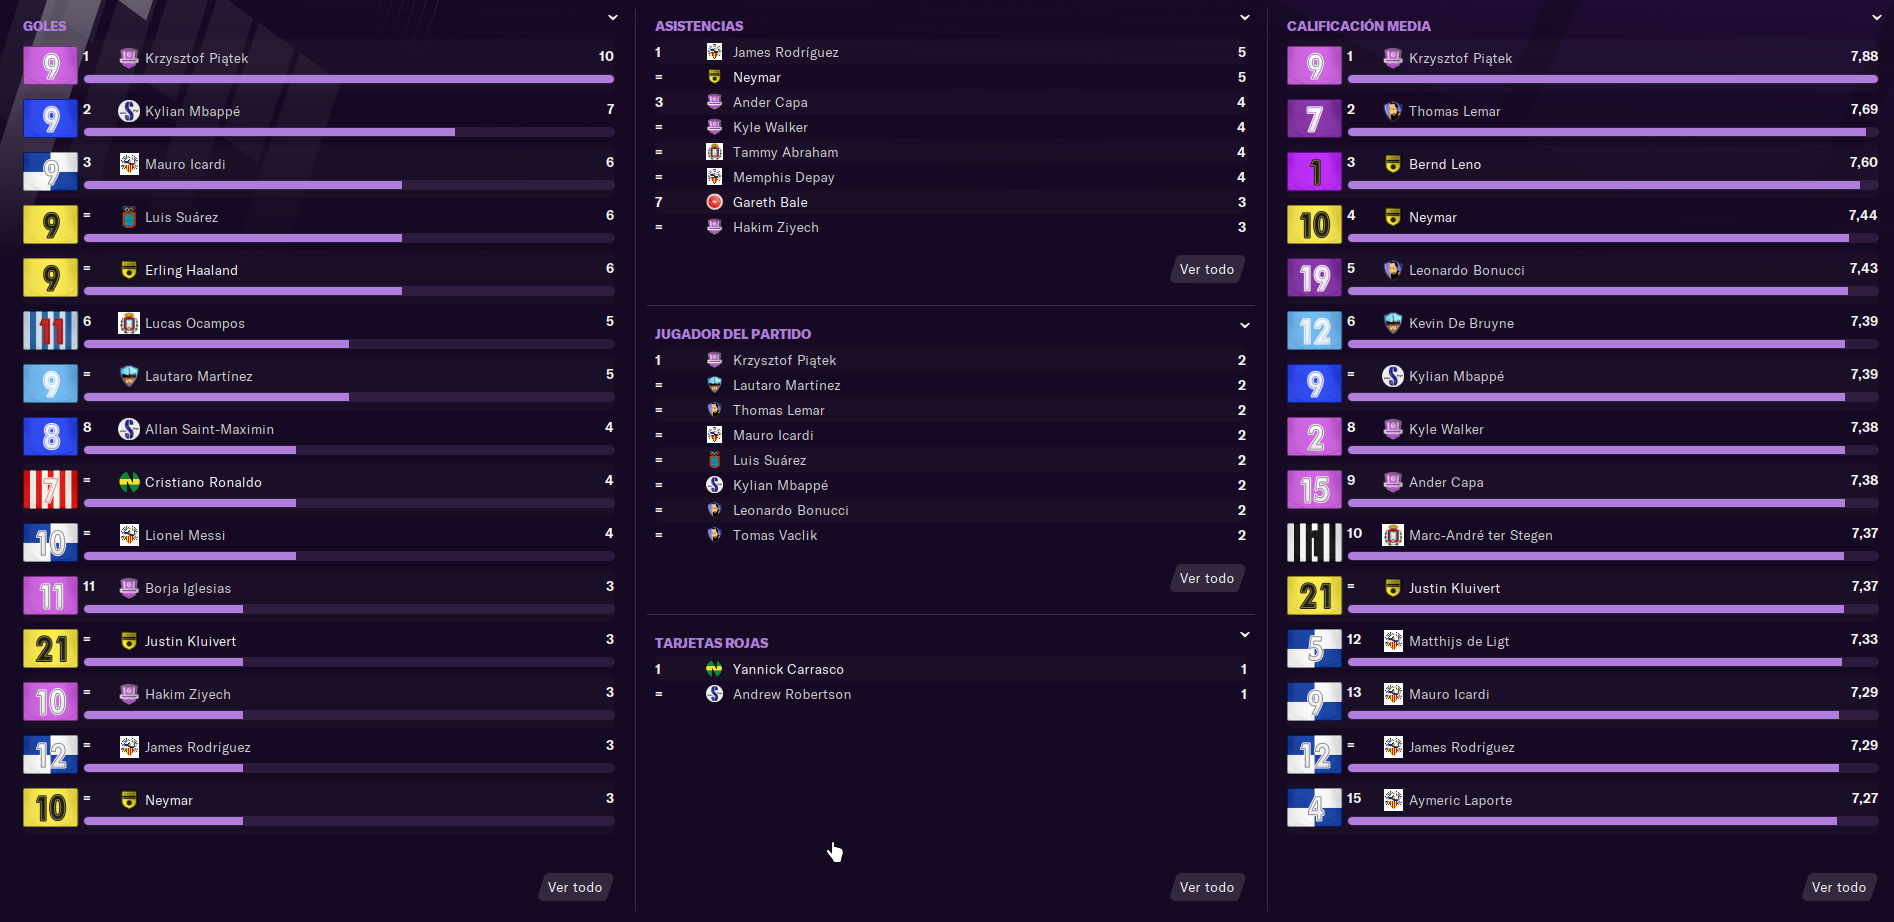 GOLES
9 1 Krzysztof Piątek 10
9 2 Kylian Mbappé 7
9 3 Mauro Icardi 6
9 = Luis Suárez 6
9 = Erling Haaland 6
11 6 Lucas Ocampos 5
9 = Lautaro Martínez 5
8 8 Allan Saint-Maximin 4
7 = Cristiano Ronaldo 4
10 = Lionel Messi 4
11 11 Borja Iglesias 3
21 = Justin Kluivert 3
10 = Hakim Ziyech 3
12 = James Rodríguez 3
10 = Neymar 3
Ver todo
ASISTENCIAS
1 James Rodríguez 5
= Neymar 5
3 Ander Capa 4
= Kyle Walker 4
= Tammy Abraham 4
= Memphis Depay 4
7 Gareth Bale 3
= Hakim Ziyech 3
Ver todo
JUGADOR DEL PARTIDO
1 Krzysztof Piątek 2
= Lautaro Martínez 2
= Thomas Lemar 2
= Mauro Icardi 2
= Luis Suárez 2
= Kylian Mbappé 2
= Leonardo Bonucci 2
= Tomas Vaclik 2
Ver todo
TARJETAS ROJAS
1 Yannick Carrasco 1
= Andrew Robertson 1
Ver todo
CALIFICACIÓN MEDIA
9 1 Krzysztof Piątek 7,88
7 2 Thomas Lemar 7,69
1 3 Bernd Leno 7,60
10 4 Neymar 7,44
19 5 Leonardo Bonucci 7,43
12 6 Kevin De Bruyne 7,39
9 = Kylian Mbappé 7,39
2 8 Kyle Walker 7,38
15 9 Ander Capa 7,38
1 10 Marc-André ter Stegen 7,37
21 = Justin Kluivert 7,37
5 12 Matthijs de Ligt 7,33
9 13 Mauro Icardi 7,29
12 = James Rodríguez 7,29
4 15 Aymeric Laporte 7,27
Ver todo